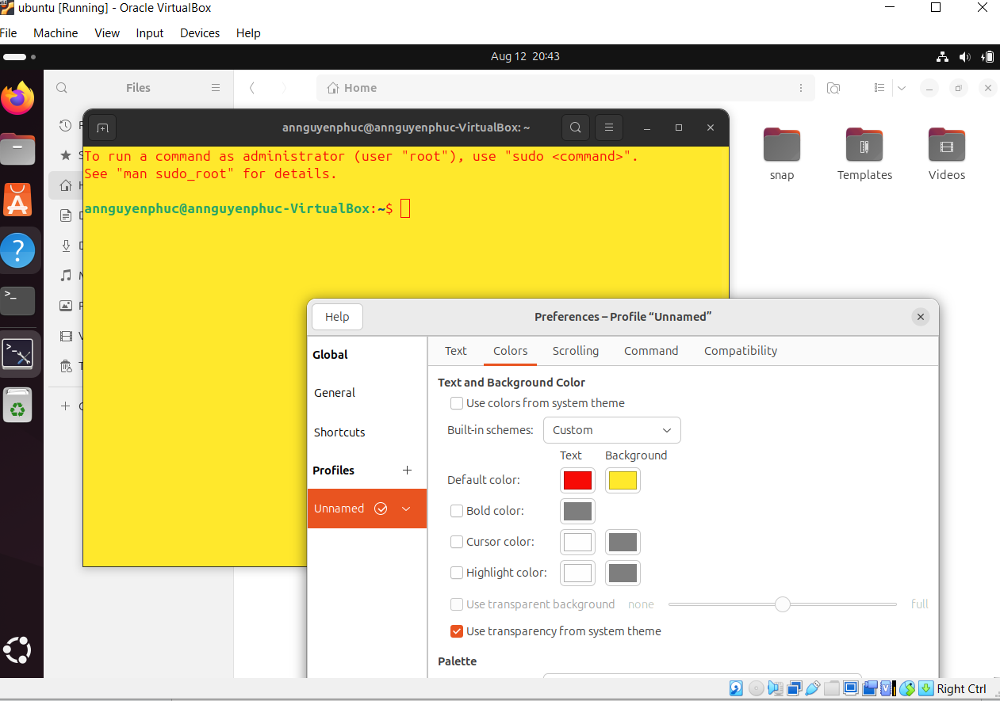 ubuntu [Running] - Oracle VirtualBox
File Machine View Input Devices Help
Aug 12 20:43
Files
Home
annguyenphuc@annguyenphuc-VirtualBox: ~
To run a command as administrator (user "root"), use "sudo <command>".
See "man sudo_root" for details.
annguyenphuc@annguyenphuc-VirtualBox:~$
snap
Templates
Videos
Help
Preferences – Profile “Unnamed”
Global
General
Shortcuts
Profiles
Unnamed
Text Colors Scrolling Command Compatibility
Text and Background Color
Use colors from system theme
Built-in schemes: Custom
Text Background
Default color:
Bold color:
Cursor color:
Highlight color:
Use transparent background none full
Use transparency from system theme
Palette
Right Ctrl